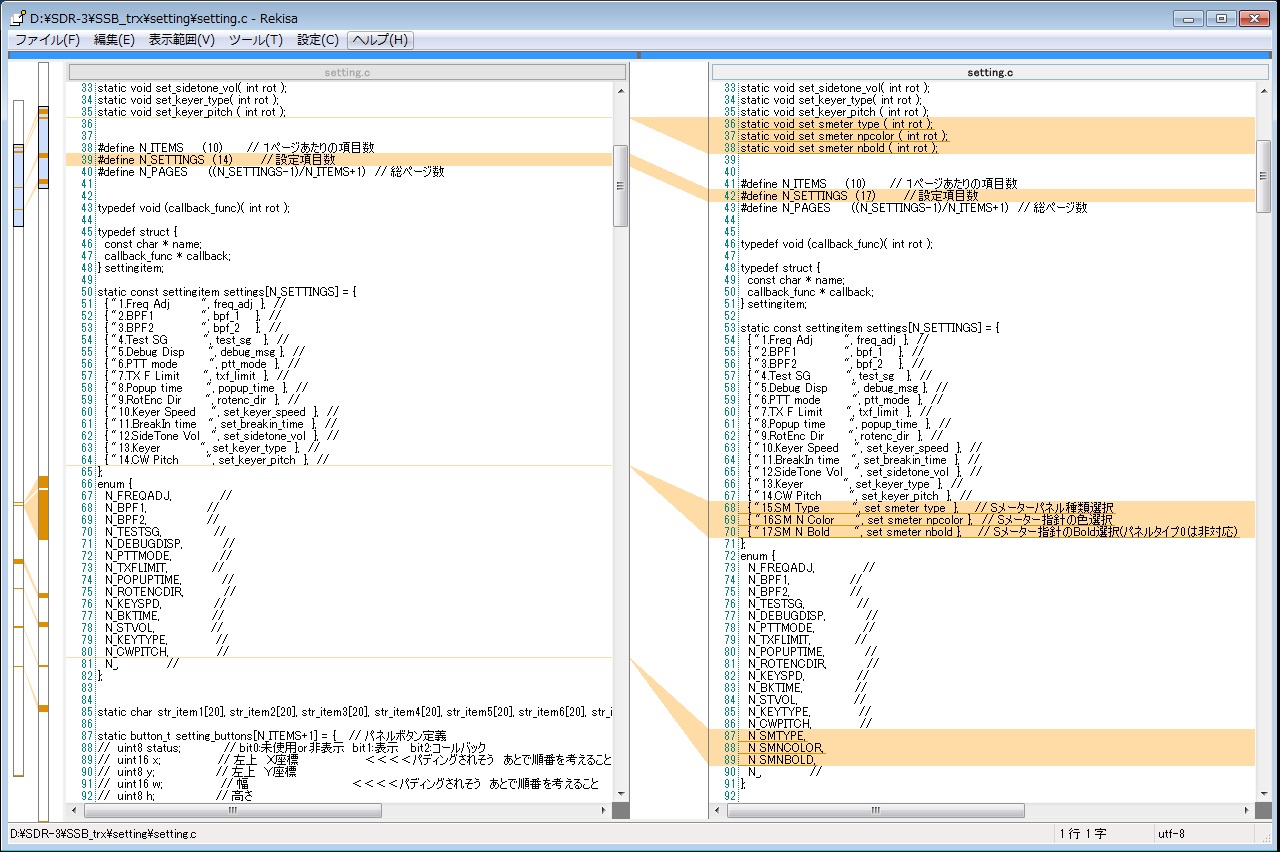 D:¥SDR-3¥SSB_trx¥setting¥setting.c - Rekisa
ファイル(F) 編集(E) 表示範囲(V) ツール(T) 設定(C) ヘルプ(H)
setting.c
33 static void set_sidetone_vol( int rot );
34 static void set_keyer_type( int rot );
35 static void set_keyer_pitch ( int rot );
36
37
38 #define N_ITEMS (10) // 1ページあたりの項目数
39 #define N_SETTINGS (14) // 設定項目数
40 #define N_PAGES ((N_SETTINGS-1)/N_ITEMS+1) // 総ページ数
41
42
43 typedef void (callback_func)( int rot );
44
45 typedef struct {
46 const char * name;
47 callback_func * callback;
48 } settingitem;
49
50 static const settingitem settings[N_SETTINGS] = {
51 { "1.Freq Adj ", freq_adj }, //
52 { "2.BPF1 ", bpf_1 }, //
53 { "3.BPF2 ", bpf_2 }, //
54 { "4.Test SG ", test_sg }, //
55 { "5.Debug Disp ", debug_msg }, //
56 { "6.PTT mode ", ptt_mode }, //
57 { "7.TX F Limit ", txf_limit }, //
58 { "8.Popup time ", popup_time }, //
59 { "9.RotEnc Dir ", rotenc_dir }, //
60 { "10.Keyer Speed ", set_keyer_speed }, //
61 { "11.BreakIn time ", set_breakin_time }, //
62 { "12.SideTone Vol ", set_sidetone_vol }, //
63 { "13.Keyer ", set_keyer_type }, //
64 { "14.CW Pitch ", set_keyer_pitch }, //
65 };
66 enum {
67 N_FREQADJ, //
68 N_BPF1, //
69 N_BPF2, //
70 N_TESTSG, //
71 N_DEBUGDISP, //
72 N_PTTMODE, //
73 N_TXFLIMIT, //
74 N_POPUPTIME, //
75 N_ROTENCDIR, //
76 N_KEYSPD, //
77 N_BKTIME, //
78 N_STVOL, //
79 N_KEYTYPE, //
80 N_CWPITCH, //
81 N_, //
82 };
83
84
85 static char str_item1[20], str_item2[20], str_item3[20], str_item4[20], str_item5[20], str_item6[20], str_i
86
87 static button_t setting_buttons[N_ITEMS+1] = { // パネルボタン定義
88 // uint8 status; // bit0:未使用or非表示 bit1:表示 bit2:コールバック
89 // uint16 x; // 左上 X座標 <<<<パディングされそう あとで順番を考えること
90 // uint8 y; // 左上 Y座標
91 // uint16 w; // 幅 <<<<パディングされそう あとで順番を考えること
92 // uint8 h; // 高さ
setting.c
33 static void set_sidetone_vol( int rot );
34 static void set_keyer_type( int rot );
35 static void set_keyer_pitch ( int rot );
36 static void set_smeter_type ( int rot );
37 static void set_smeter_npcolor ( int rot );
38 static void set_smeter_nbold ( int rot );
39
40
41 #define N_ITEMS (10) // 1ページあたりの項目数
42 #define N_SETTINGS (17) // 設定項目数
43 #define N_PAGES ((N_SETTINGS-1)/N_ITEMS+1) // 総ページ数
44
45
46 typedef void (callback_func)( int rot );
47
48 typedef struct {
49 const char * name;
50 callback_func * callback;
51 } settingitem;
52
53 static const settingitem settings[N_SETTINGS] = {
54 { "1.Freq Adj ", freq_adj }, //
55 { "2.BPF1 ", bpf_1 }, //
56 { "3.BPF2 ", bpf_2 }, //
57 { "4.Test SG ", test_sg }, //
58 { "5.Debug Disp ", debug_msg }, //
59 { "6.PTT mode ", ptt_mode }, //
60 { "7.TX F Limit ", txf_limit }, //
61 { "8.Popup time ", popup_time }, //
62 { "9.RotEnc Dir ", rotenc_dir }, //
63 { "10.Keyer Speed ", set_keyer_speed }, //
64 { "11.BreakIn time ", set_breakin_time }, //
65 { "12.SideTone Vol ", set_sidetone_vol }, //
66 { "13.Keyer ", set_keyer_type }, //
67 { "14.CW Pitch ", set_keyer_pitch }, //
68 { "15.SM Type ", set_smeter_type }, // Sメーターパネル種類選択
69 { "16SM N Color ", set_smeter_npcolor }, // Sメーター指針の色選択
70 { "17.SM N Bold ", set_smeter_nbold }, // Sメーター指針のBold選択(パネルタイプ0は非対応)
71 };
72 enum {
73 N_FREQADJ, //
74 N_BPF1, //
75 N_BPF2, //
76 N_TESTSG, //
77 N_DEBUGDISP, //
78 N_PTTMODE, //
79 N_TXFLIMIT, //
80 N_POPUPTIME, //
81 N_ROTENCDIR, //
82 N_KEYSPD, //
83 N_BKTIME, //
84 N_STVOL, //
85 N_KEYTYPE, //
86 N_CWPITCH, //
87 N_SMTYPE,
88 N_SMNCOLOR,
89 N_SMNBOLD,
90 N_, //
91 };
92
D:¥SDR-3¥SSB_trx¥setting¥setting.c 1行 1字 utf-8